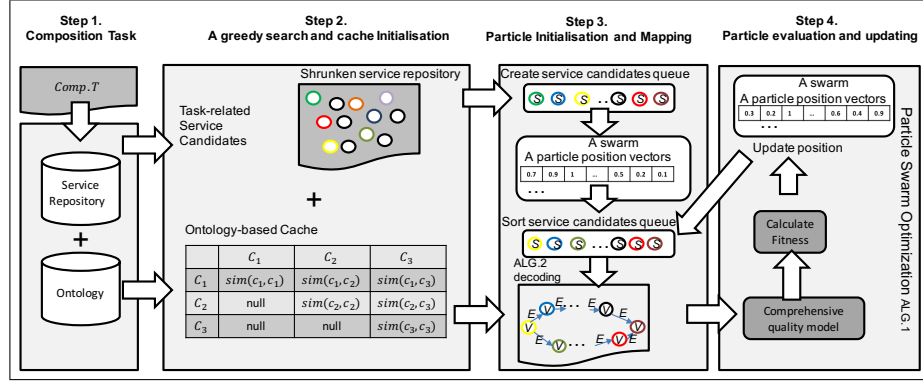 Step 1.
Composition Task
Step 2.
A greedy search and cache Initialisation
Step 3.
Particle Initialisation and Mapping
Step 4.
Particle evaluation and updating
Comp.T
Service
Repository
+
Ontology
Task-related
Service
Candidates
Shrunken service repository
+
Ontology-based Cache
C₁ C₂ C₃
C₁ sim(c₁,c₁) sim(c₁,c₂) sim(c₁,c₃)
C₂ null sim(c₂,c₂) sim(c₂,c₃)
C₃ null null sim(c₃,c₃)
Create service candidates queue
S S S ... S S S
A swarm
A particle position vectors
0.7 0.9 1 ... 0.5 0.2 0.1
...
Sort service candidates queue
S S S ... S S S
ALG.2
decoding
E V E ... E V E
V V
E V ... V E
A swarm
A particle position vectors
0.3 0.2 1 .. 0.6 0.4 0.9
...
Update position
Calculate
Fitness
Comprehensive
quality model
Particle Swarm Optimization ALG.1